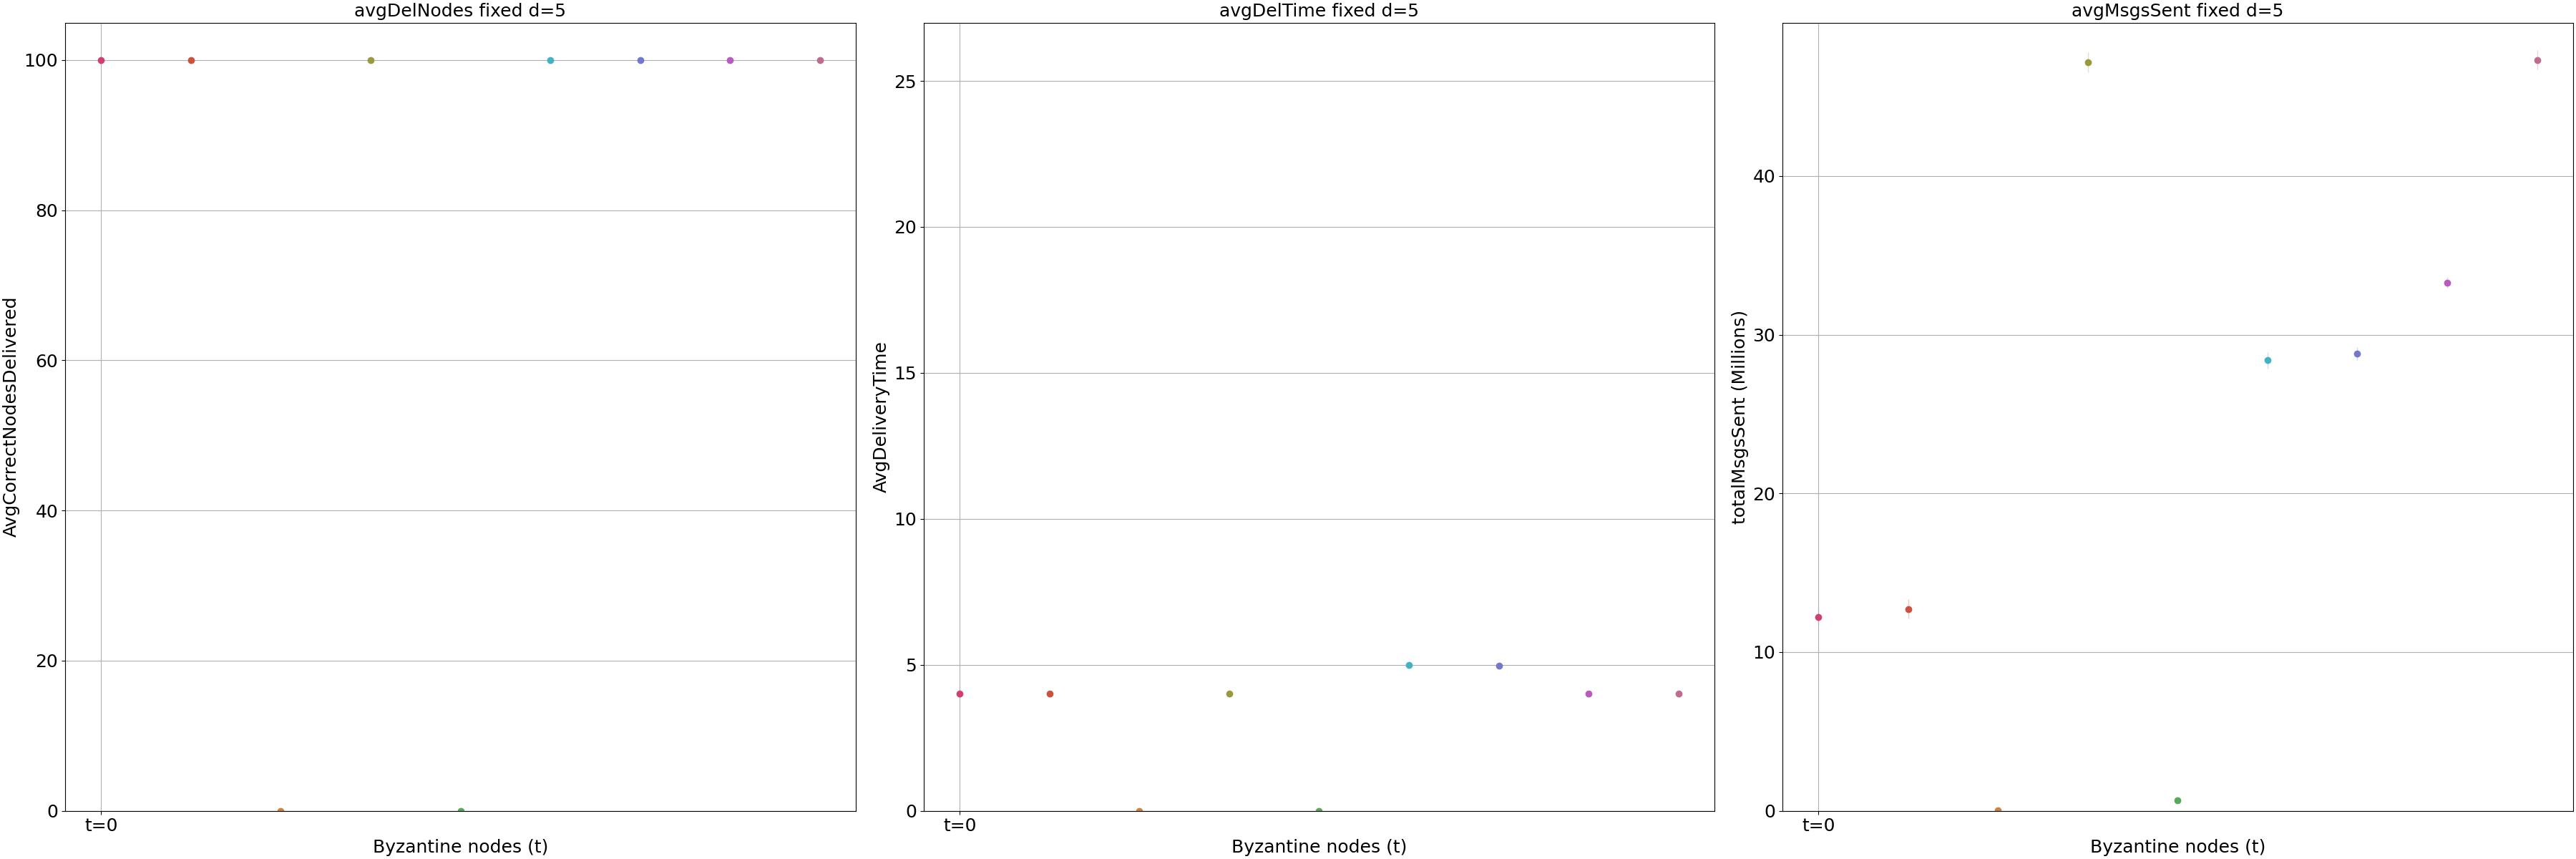 avgDelNodes fixed d=5
AvgCorrectNodesDelivered
100
80
60
40
20
0
t=0
Byzantine nodes (t)
avgDelTime fixed d=5
AvgDeliveryTime
25
20
15
10
5
0
t=0
Byzantine nodes (t)
avgMsgsSent fixed d=5
totalMsgsSent (Millions)
40
30
20
10
0
t=0
Byzantine nodes (t)